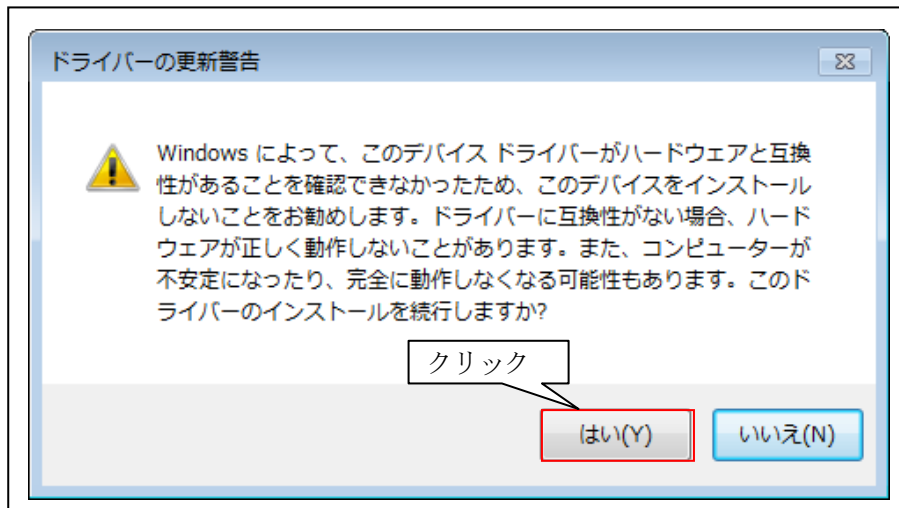 ドライバーの更新警告
Windows によって、このデバイス ドライバーがハードウェアと互換
性があることを確認できなかったため、このデバイスをインストール
しないことをお勧めします。ドライバーに互換性がない場合、ハード
ウェアが正しく動作しないことがあります。また、コンピューターが
不安定になったり、完全に動作しなくなる可能性もあります。このド
ライバーのインストールを続行しますか?
クリック
はい(Y)
いいえ(N)